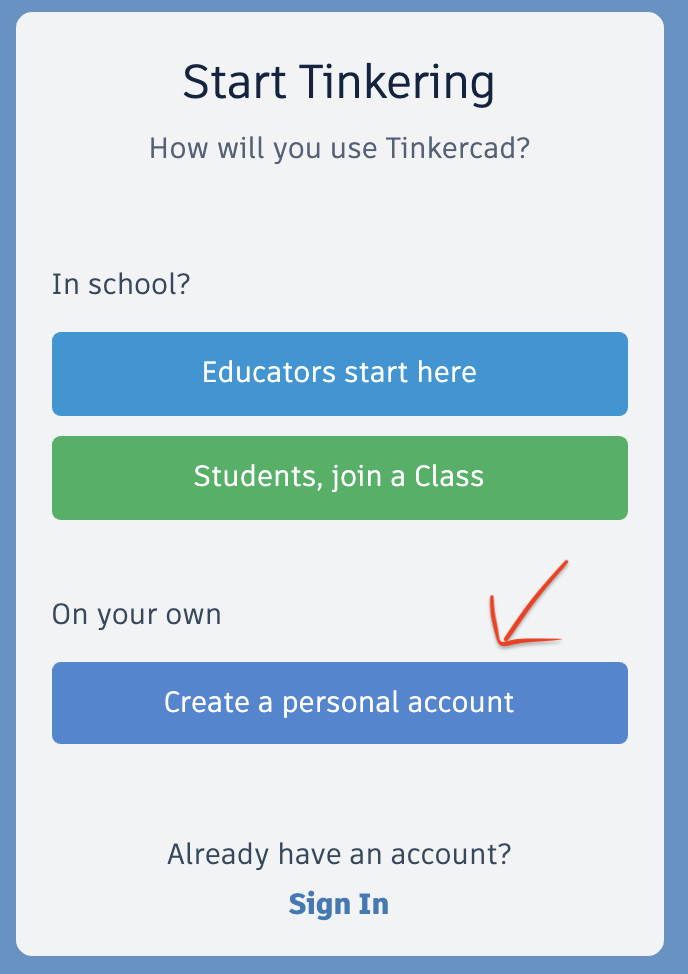 Start Tinkering
How will you use Tinkercad?
In school?
Educators start here
Students, join a Class
On your own
Create a personal account
Already have an account?
Sign In